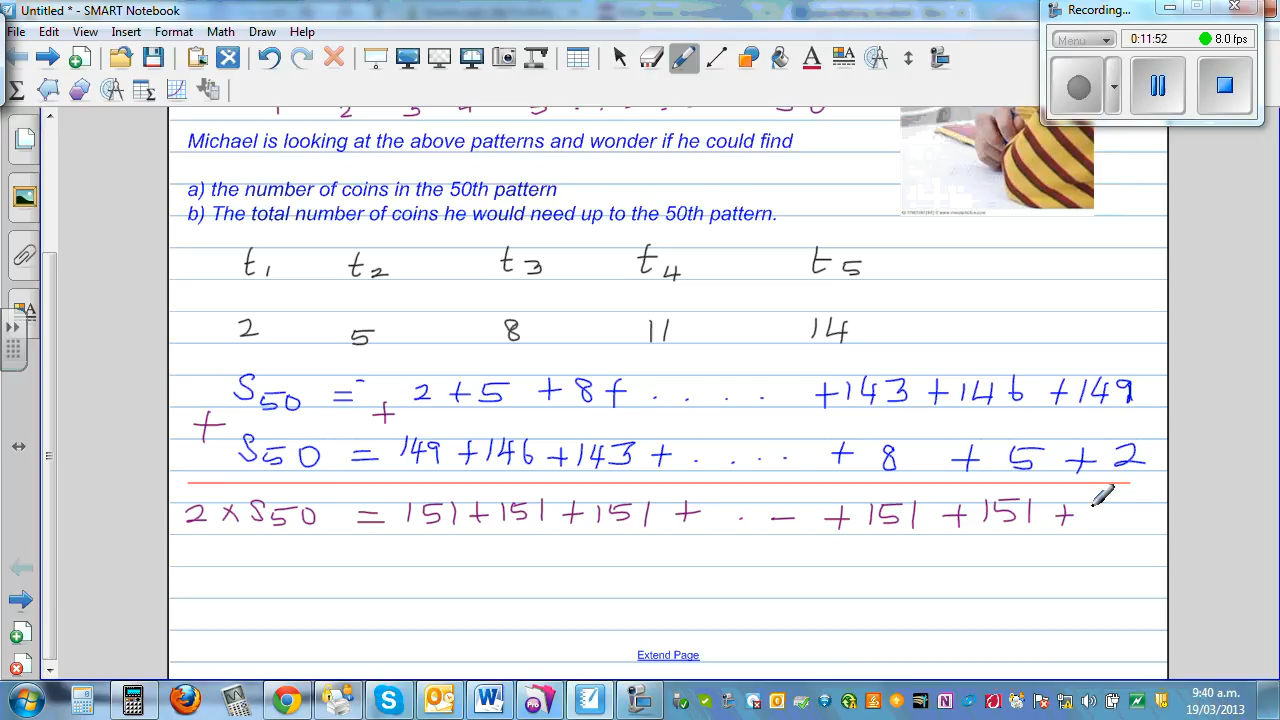 Untitled * - SMART Notebook
File Edit View Insert Format Math Draw Help
Recording...
Menu 0:11:52 8.0 fps
Michael is looking at the above patterns and wonder if he could find
a) the number of coins in the 50th pattern
b) The total number of coins he would need up to the 50th pattern.
t1 t2 t3 t4 t5
2 5 8 11 14
S50 = 2 + 5 + 8 + . . . . +143 + 146 + 149
+ +
S50 = 149 + 146 + 143 + . . . . + 8 + 5 + 2
2 × S50 = 151 + 151 + 151 + . – + 151 + 151 +
Extend Page
9:40 a.m.
19/03/2013